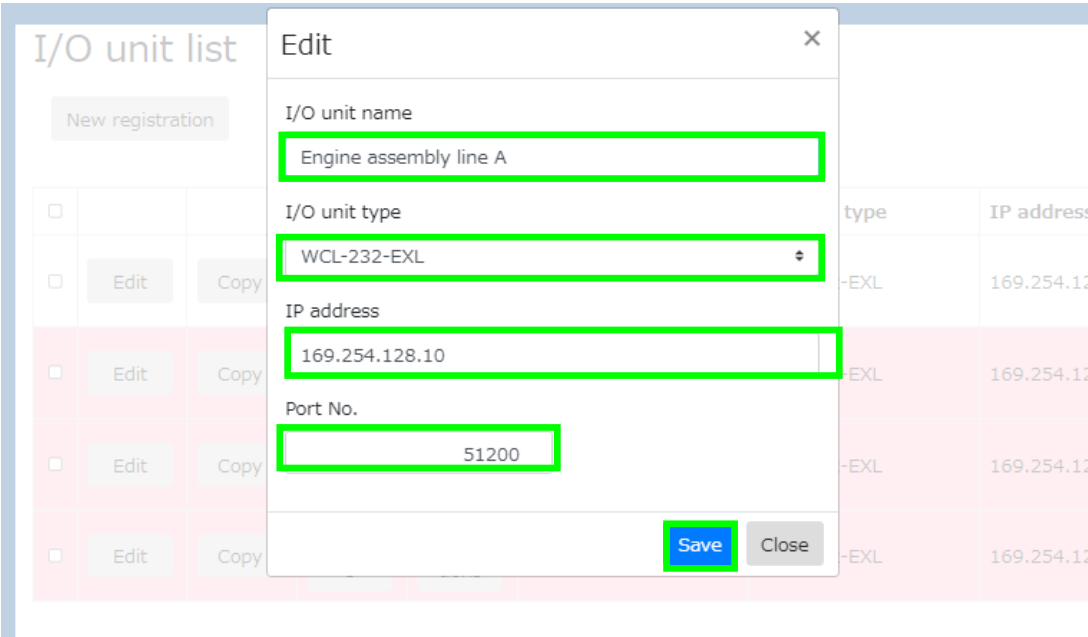 I/O unit list
Edit
×
New registration
I/O unit name
Engine assembly line A
I/O unit type
WCL-232-EXL
IP address
169.254.128.10
Port No.
51200
Save
Close
type
IP address
Edit
Copy
-EXL
169.254.12
Edit
Copy
-EXL
169.254.12
Edit
Copy
-EXL
169.254.12
Edit
Copy
-EXL
169.254.12